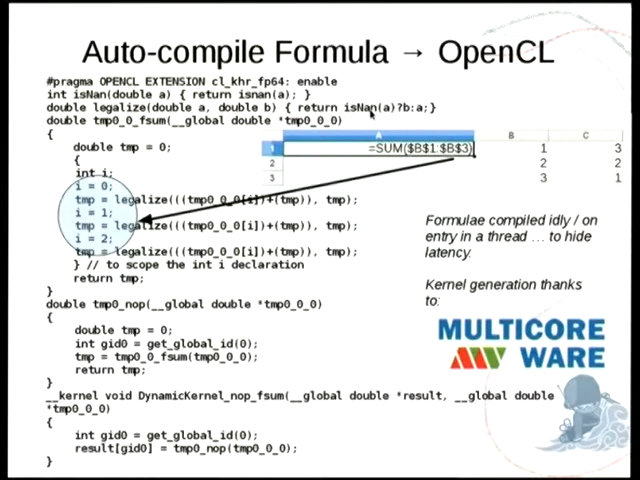 Auto-compile Formula → OpenCL
#pragma OPENCL EXTENSION cl_khr_fp64: enable
int isNan(double a) { return isnan(a); }
double legalize(double a, double b) { return isNan(a)?b:a;}
double tmp0_0_fsum(__global double *tmp0_0_0)
{
double tmp = 0;
{
int i;
i = 0;
tmp = legalize(((tmp0_0_0[i])+(tmp)), tmp);
i = 1;
tmp = legalize(((tmp0_0_0[i])+(tmp)), tmp);
i = 2;
tmp = legalize(((tmp0_0_0[i])+(tmp)), tmp);
} // to scope the int i declaration
return tmp;
}
double tmp0_nop(__global double *tmp0_0_0)
{
double tmp = 0;
int gid0 = get_global_id(0);
tmp = tmp0_0_fsum(tmp0_0_0);
return tmp;
}
__kernel void DynamicKernel_nop_fsum(__global double *result, __global double
*tmp0_0_0)
{
int gid0 = get_global_id(0);
result[gid0] = tmp0_nop(tmp0_0_0);
}
A B C
1 =SUM($B$1:$B$3) 1 3
2 2 2
3 3 1
Formulae compiled idly / on
entry in a thread … to hide
latency.
Kernel generation thanks
to:
MULTICORE
WARE